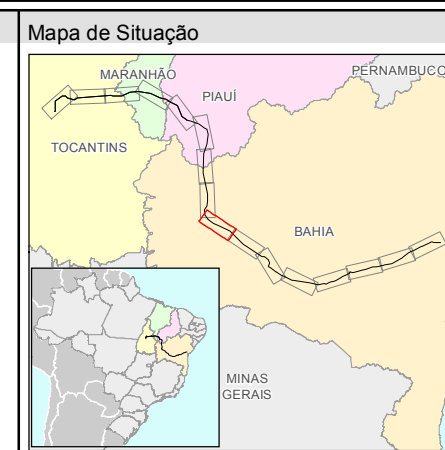 Mapa de Situação
MARANHÃO
PERNAMBUCO
PIAUÍ
TOCANTINS
BAHIA
MINAS
GERAIS